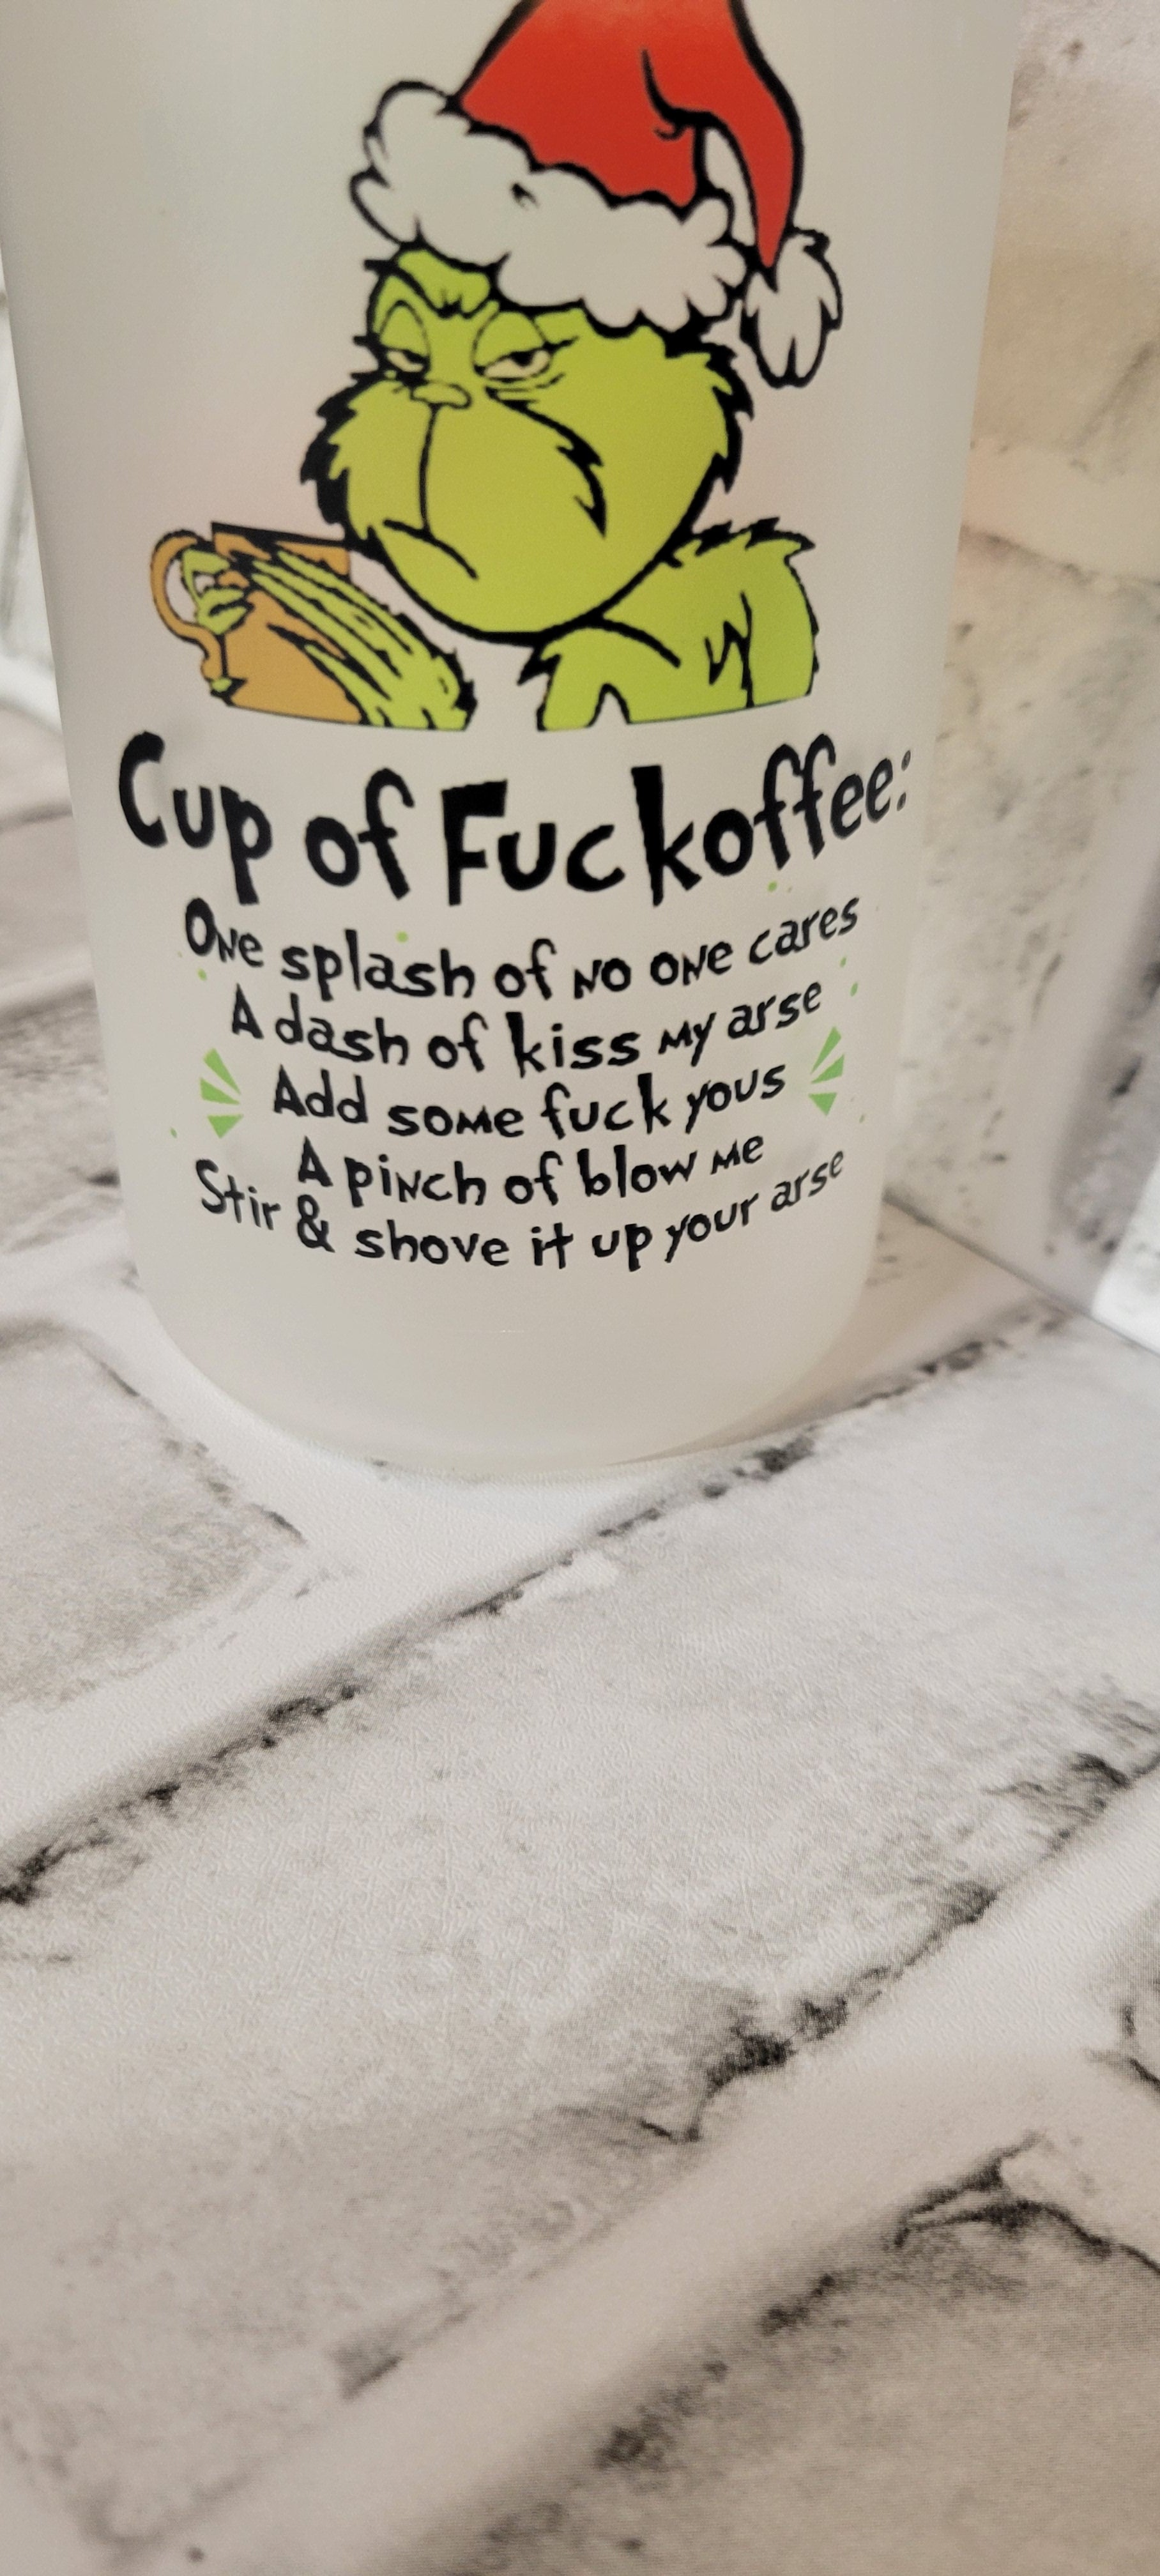 Cup of Fuckoffee:
One splash of no one cares
A dash of kiss my arse
Add some fuck yous
A pinch of blow me
Stir & shove it up your arse